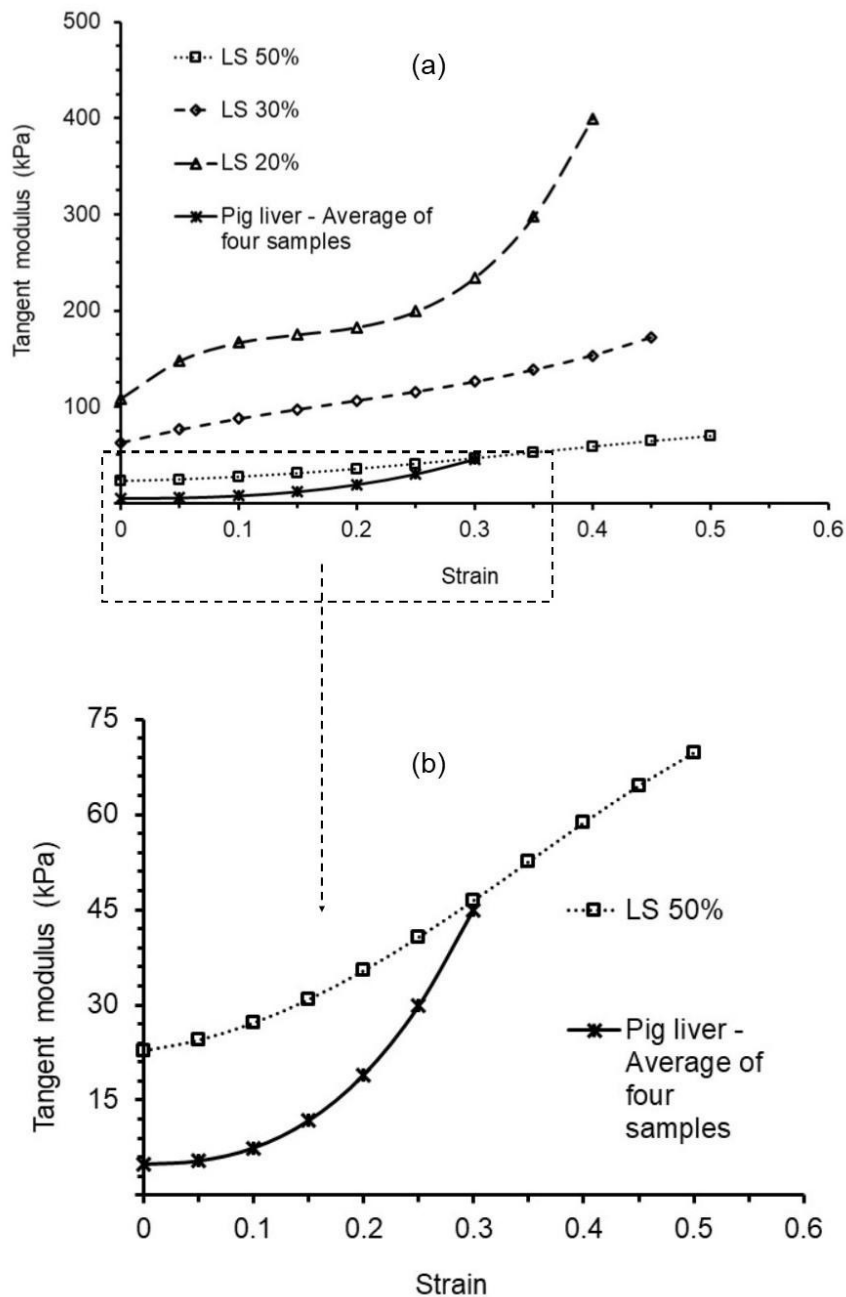 500
400
300
200
100
Tangent modulus (kPa)
(a)
LS 50%
LS 30%
LS 20%
Pig liver - Average of
four samples
0 0.1 0.2 0.3 0.4 0.5 0.6
Strain
75
60
45
30
15
Tangent modulus (kPa)
(b)
LS 50%
Pig liver -
Average of
four
samples
0 0.1 0.2 0.3 0.4 0.5 0.6
Strain